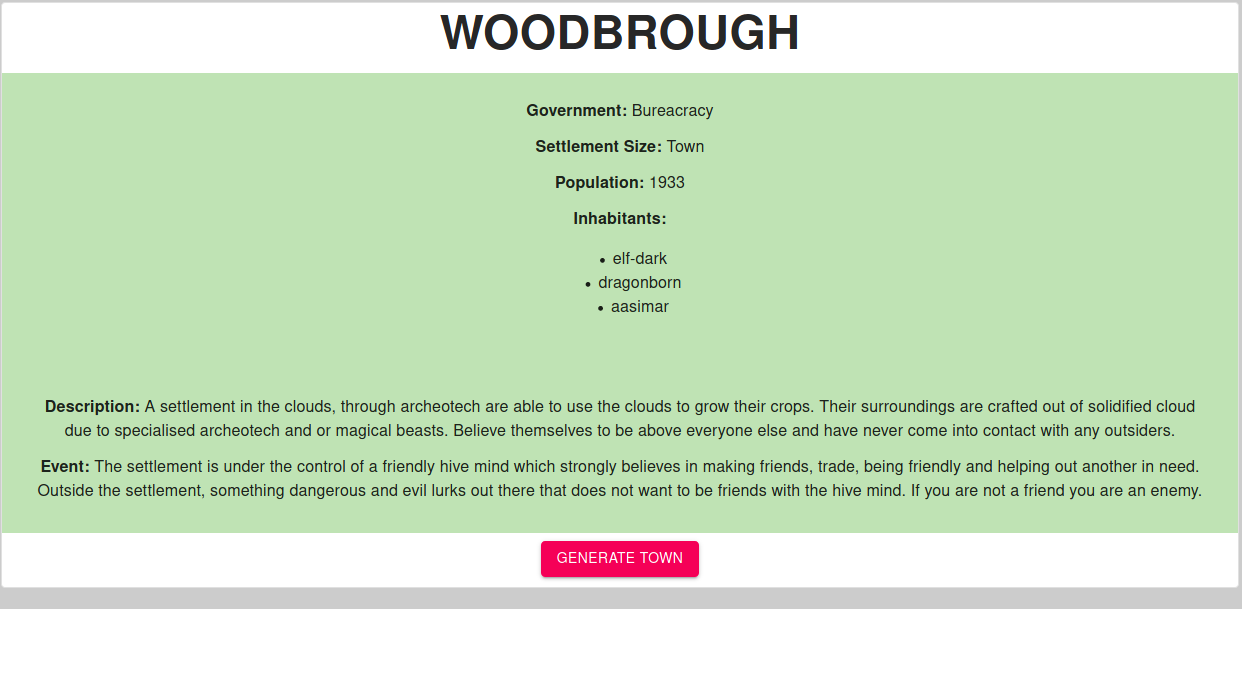 WOODBROUGH
Government: Bureacracy
Settlement Size: Town
Population: 1933
Inhabitants:
• elf-dark
• dragonborn
• aasimar
Description: A settlement in the clouds, through archeotech are able to use the clouds to grow their crops. Their surroundings are crafted out of solidified cloud
due to specialised archeotech and or magical beasts. Believe themselves to be above everyone else and have never come into contact with any outsiders.
Event: The settlement is under the control of a friendly hive mind which strongly believes in making friends, trade, being friendly and helping out another in need.
Outside the settlement, something dangerous and evil lurks out there that does not want to be friends with the hive mind. If you are not a friend you are an enemy.
GENERATE TOWN